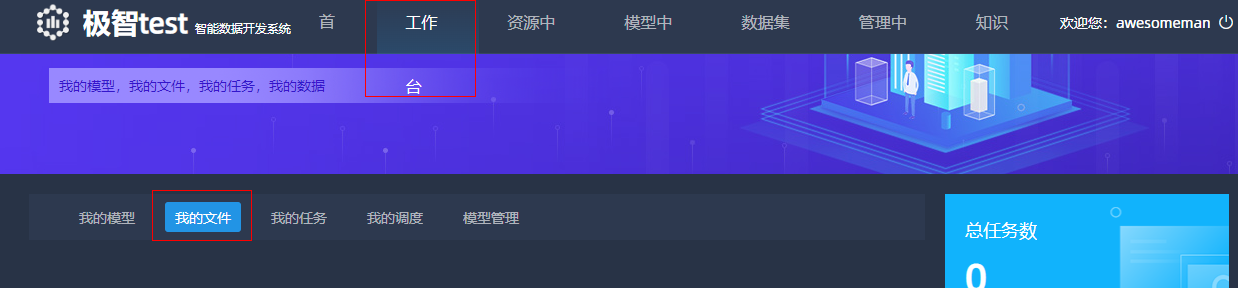 极智test 智能数据开发系统 首 工作 资源中 模型中 数据集 管理中 知识 欢迎您：awesomeman
我的模型，我的文件，我的任务，我的数据 台
我的模型 我的文件 我的任务 我的调度 模型管理
总任务数
0